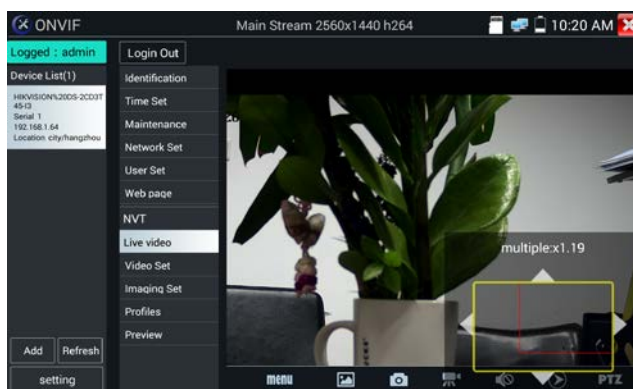 ONVIF
Main Stream 2560x1440 h264
10:20 AM
Logged : admin
Login Out
Device List(1)
HIKVISION%20DS-2CD3T
45-I3
Serial 1
192.168.1.64
Location city/hangzhou
Identification
Time Set
Maintenance
Network Set
User Set
Web page
NVT
Live video
Video Set
Imaging Set
Profiles
Preview
multiple:x1.19
Add
Refresh
setting
menu
PTZ